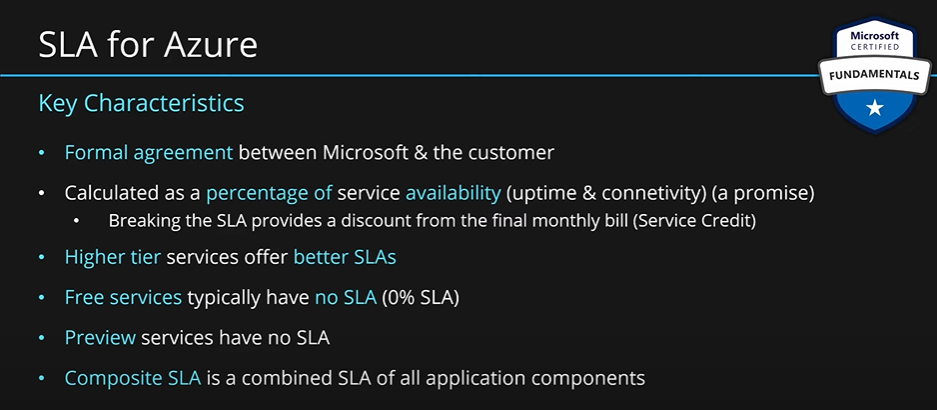 SLA for Azure
Microsoft
CERTIFIED
FUNDAMENTALS
Key Characteristics
• Formal agreement between Microsoft & the customer
• Calculated as a percentage of service availability (uptime & connetivity) (a promise)
• Breaking the SLA provides a discount from the final monthly bill (Service Credit)
• Higher tier services offer better SLAs
• Free services typically have no SLA (0% SLA)
• Preview services have no SLA
• Composite SLA is a combined SLA of all application components